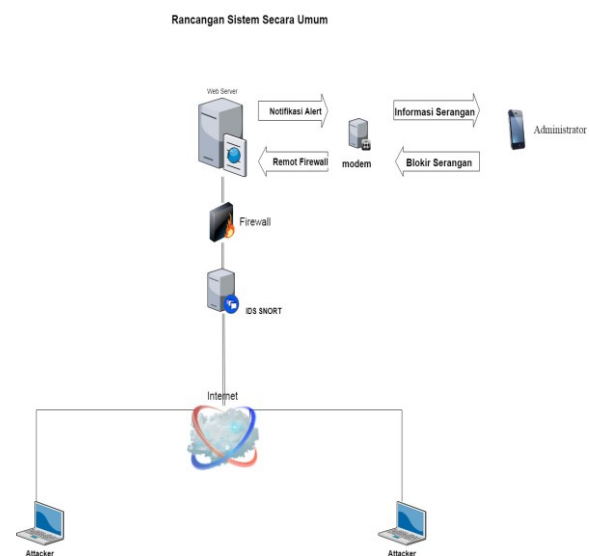 Rancangan Sistem Secara Umum
Web Server
Notifikasi Alert
Informasi Serangan
Administrator
Remot Firewall
modem
Blokir Serangan
Firewall
IDS SNORT
Internet
Attacker
Attacker